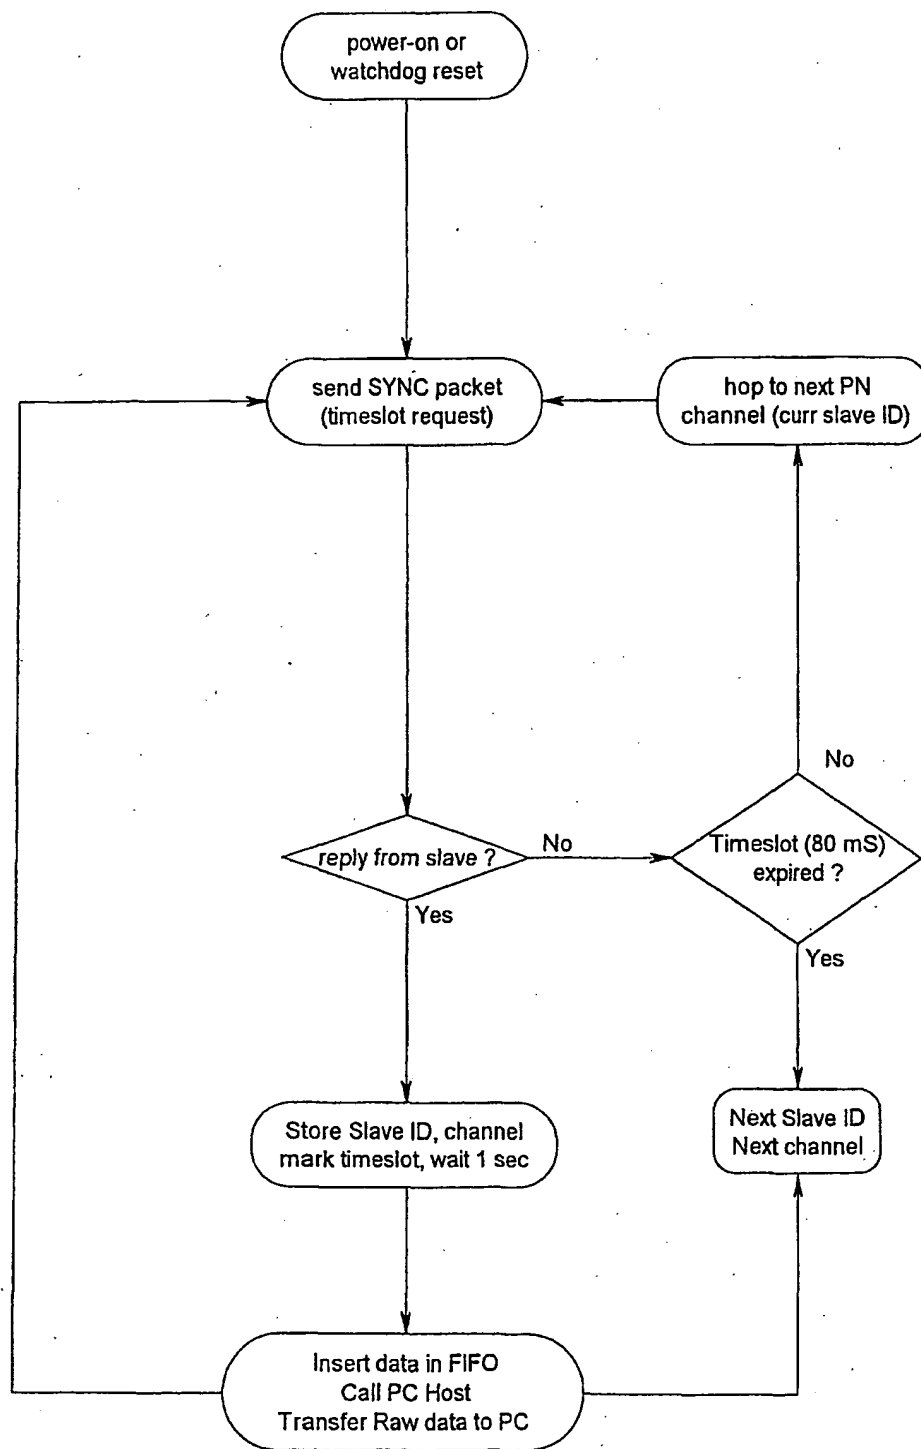 power-on or
watchdog reset
send SYNC packet
(timeslot request)
hop to next PN
channel (curr slave ID)
No
reply from slave ?
No
Timeslot (80 mS)
expired ?
Yes
Yes
Store Slave ID, channel
mark timeslot, wait 1 sec
Next Slave ID
Next channel
Insert data in FIFO
Call PC Host
Transfer Raw data to PC